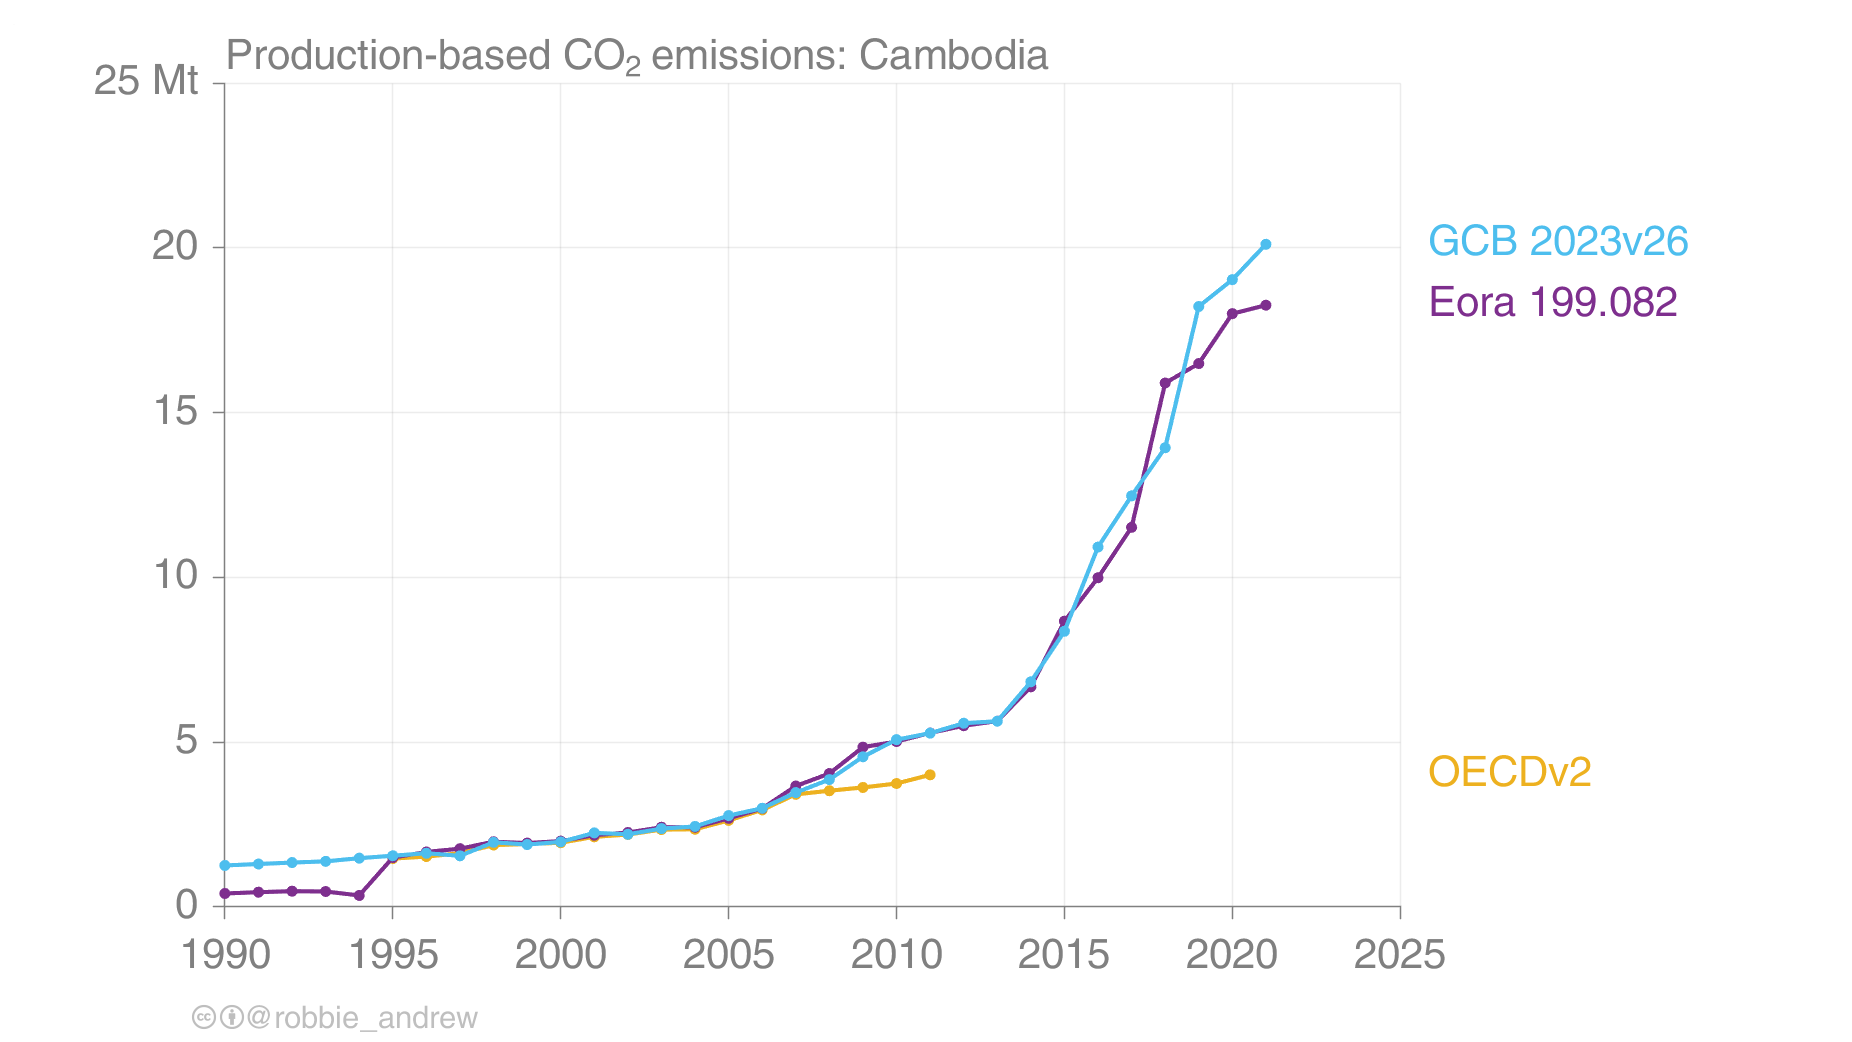 Production-based CO₂ emissions: Cambodia
25 Mt
20
15
10
5
0
1990 1995 2000 2005 2010 2015 2020 2025
GCB 2023v26
Eora 199.082
OECDv2
@robbie_andrew